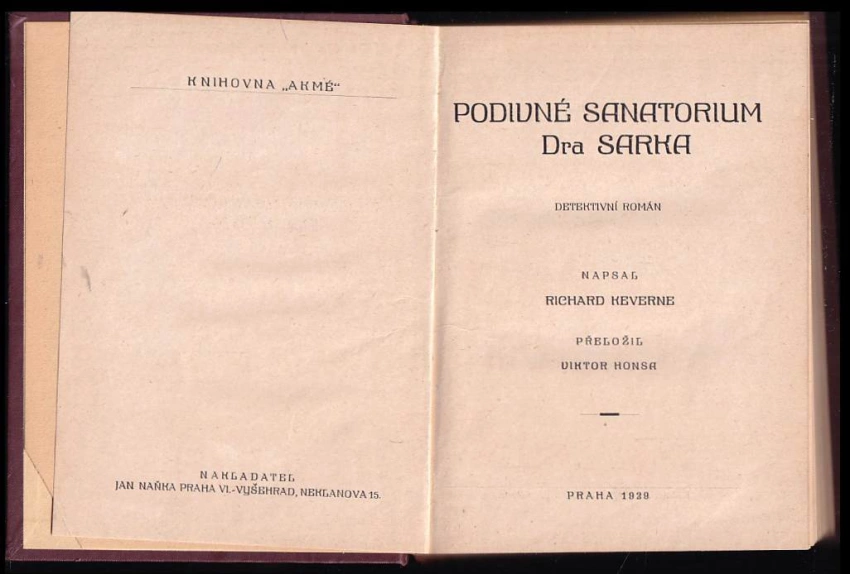 KNIHOVNA „AKMÉ"
NAKLADATEL
JAN NAŇKA PRAHA VI.-VYŠEHRAD, NEKLANOVA 15.
PODIVNÉ SANATORIUM
Dra SARKA
DETEKTIVNÍ ROMÁN
NAPSAL
RICHARD KEVERNE
PŘELOŽIL
VIKTOR HONSA
PRAHA 1929